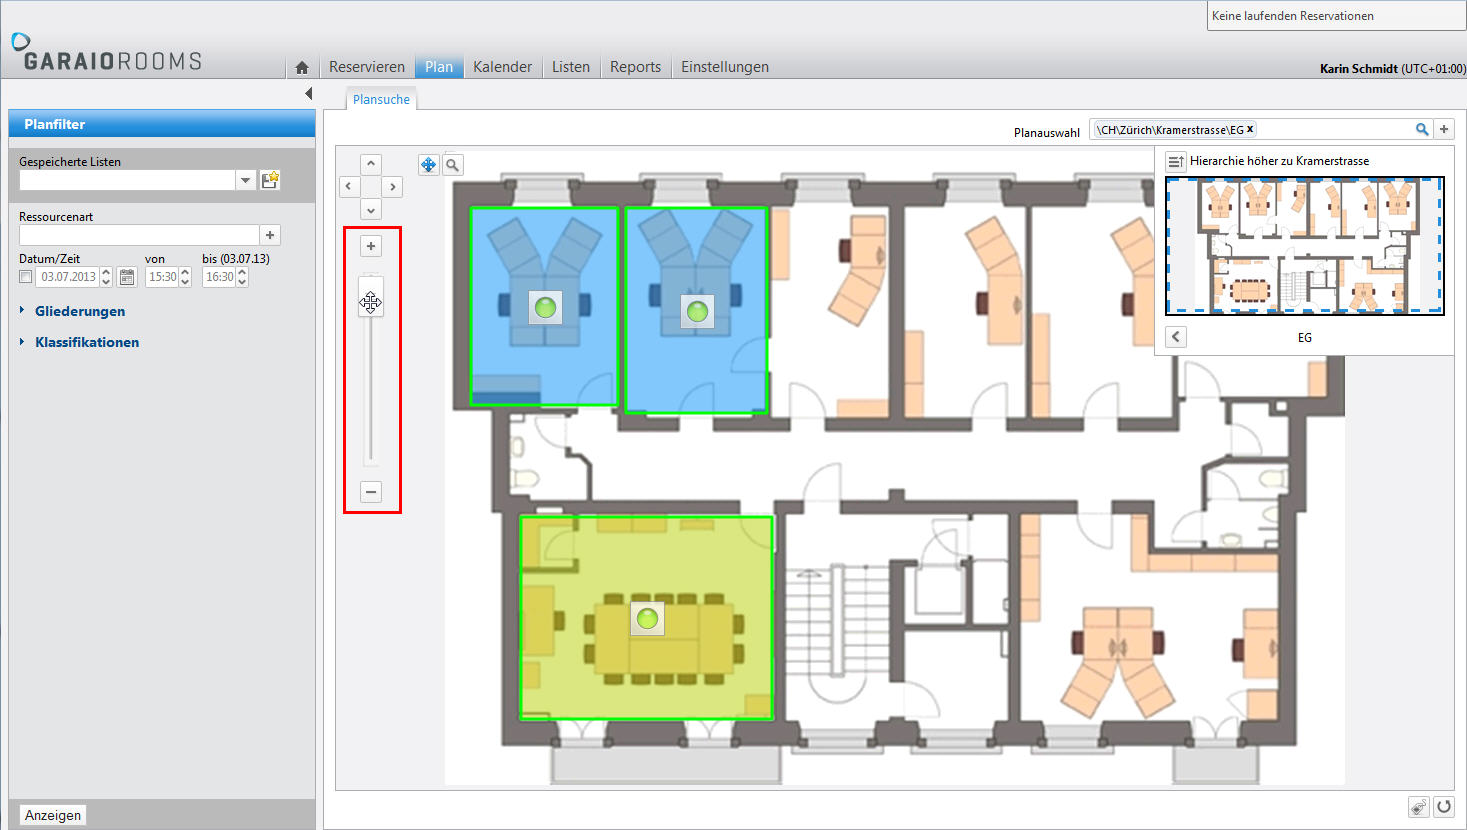 Keine laufenden Reservationen
GARAIOROOMS
Reservieren
Plan
Kalender
Listen
Reports
Einstellungen
Karin Schmidt (UTC+01:00)
Planfilter
Plansuche
Planauswahl
\CH\Zürich\Kramerstrasse\EG x
Gespeicherte Listen
Hierarchie höher zu Kramerstrasse
Ressourcenart
Datum/Zeit von bis (03.07.13)
03.07.2013 15:30 16:30
Gliederungen
Klassifikationen
EG
Anzeigen